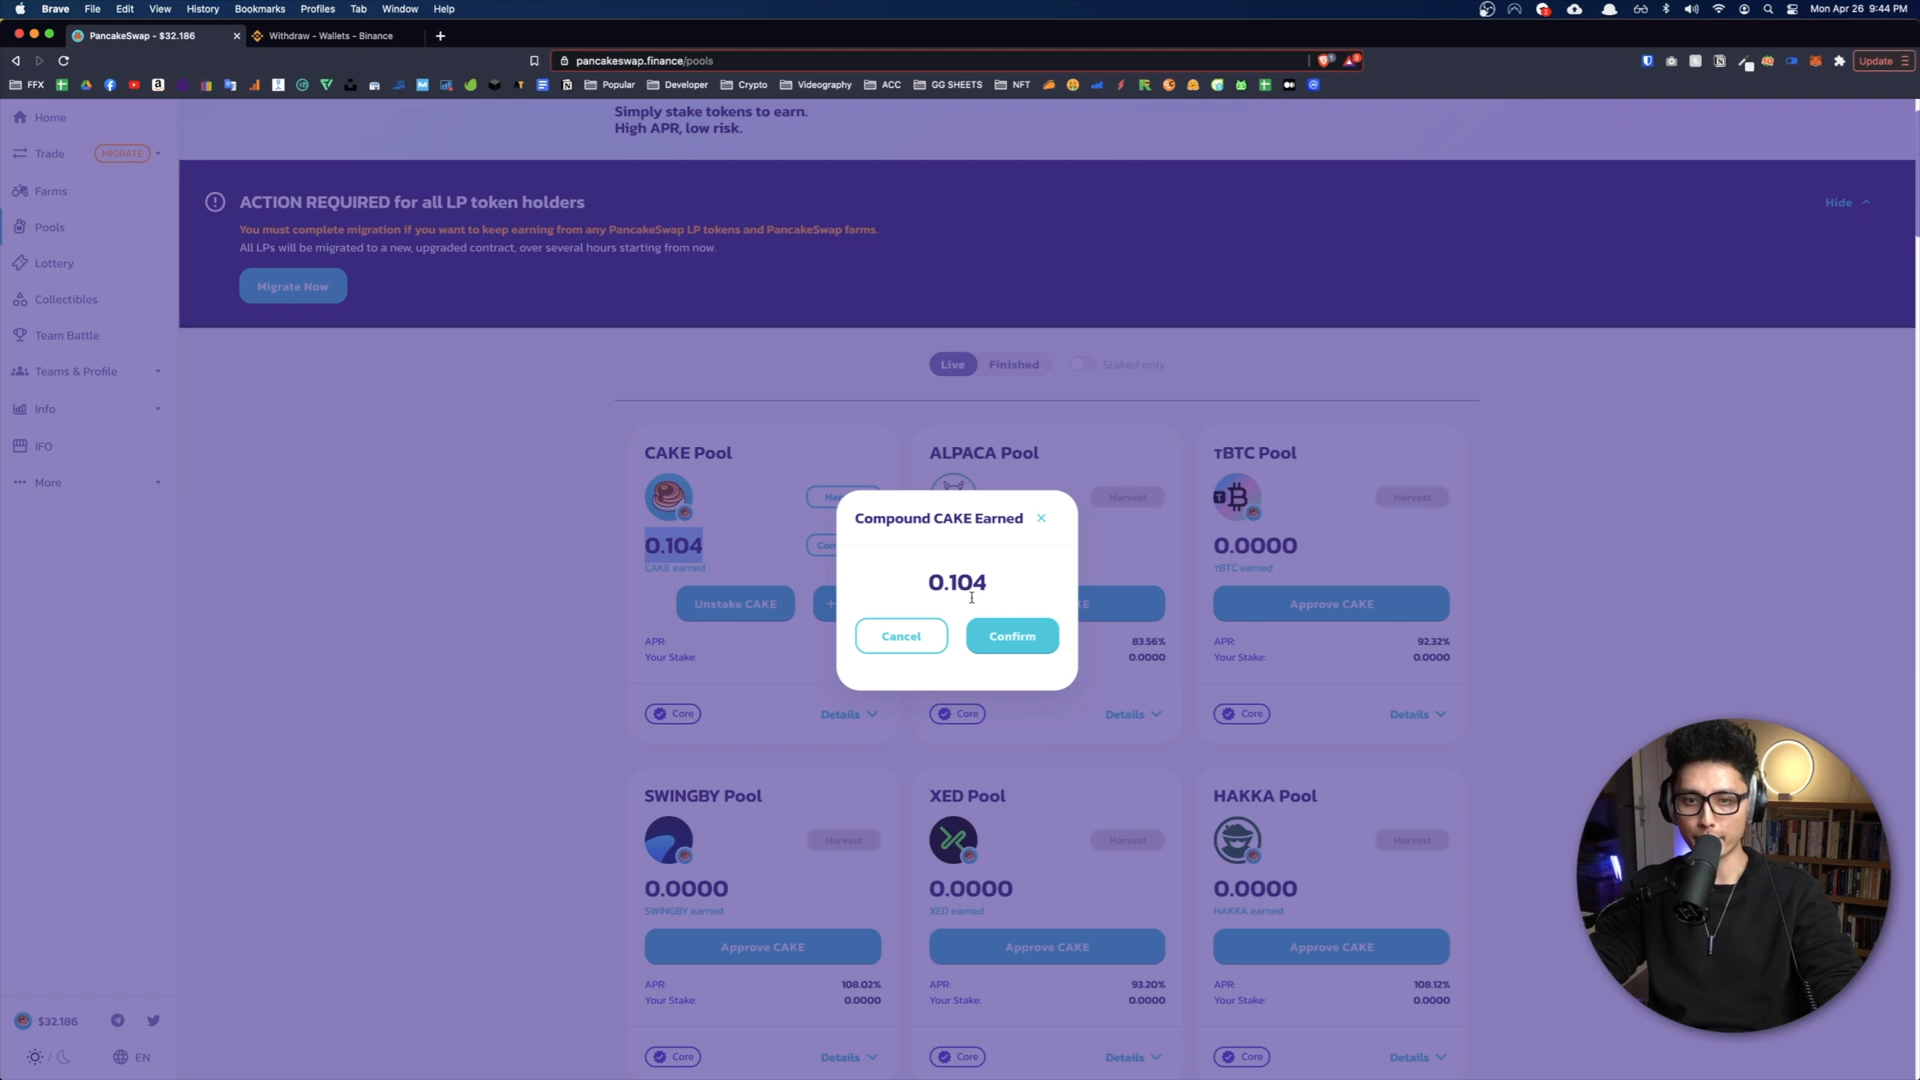 Brave File Edit View History Bookmarks Profiles Tab Window Help
Mon Apr 26 9:44 PM
PancakeSwap - $32.186
Withdraw - Wallets - Binance
pancakeswap.finance/pools
Update
FFX
Popular
Developer
Crypto
Videography
ACC
GG SHEETS
NFT
Home
Trade
MIGRATE
Farms
Pools
Lottery
Collectibles
Team Battle
Teams & Profile
Info
IFO
More
$32.186
EN
Simply stake tokens to earn.
High APR, low risk.
ACTION REQUIRED for all LP token holders
Hide
You must complete migration if you want to keep earning from any PancakeSwap LP tokens and PancakeSwap farms.
All LPs will be migrated to a new, upgraded contract, over several hours starting from now.
Migrate Now
Live
Finished
Staked only
CAKE Pool
0.104
CAKE earned
Unstake CAKE
+
APR:
Your Stake:
Core
Details
ALPACA Pool
Harvest
83.56%
0.0000
Core
Details
τBTC Pool
Harvest
0.0000
τBTC earned
Approve CAKE
APR: 92.32%
Your Stake: 0.0000
Core
Details
Compound CAKE Earned
0.104
Cancel
Confirm
SWINGBY Pool
Harvest
0.0000
SWINGBY earned
Approve CAKE
APR: 108.02%
Your Stake: 0.0000
Core
Details
XED Pool
Harvest
0.0000
XED earned
Approve CAKE
APR: 93.20%
Your Stake: 0.0000
Core
Details
HAKKA Pool
Harvest
0.0000
HAKKA earned
Approve CAKE
APR: 108.12%
Your Stake: 0.0000
Core
Details